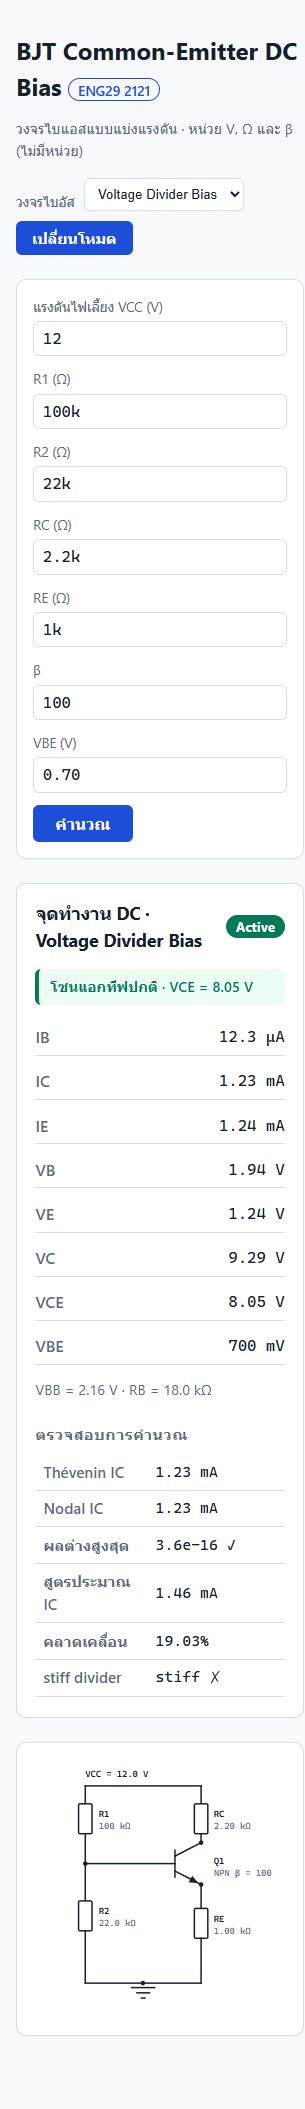 BJT Common-Emitter DC
Bias ENG29 2121
วงจรไบแอสแบบแบ่งแรงดัน · หน่วย V, Ω และ β
(ไม่มีหน่วย)
วงจรไบอัส Voltage Divider Bias
เปลี่ยนโหมด
แรงดันไฟเลี้ยง VCC (V)
12
R1 (Ω)
100k
R2 (Ω)
22k
RC (Ω)
2.2k
RE (Ω)
1k
β
100
VBE (V)
0.70
คำนวณ
จุดทำงาน DC ·
Voltage Divider Bias
Active
โซนแอกทีฟปกติ · VCE = 8.05 V
IB 12.3 µA
IC 1.23 mA
IE 1.24 mA
VB 1.94 V
VE 1.24 V
VC 9.29 V
VCE 8.05 V
VBE 700 mV
VBB = 2.16 V · RB = 18.0 kΩ
ตรวจสอบการคำนวณ
Thévenin IC 1.23 mA
Nodal IC 1.23 mA
ผลต่างสูงสุด 3.6e−16 ✓
สูตรประมาณ
IC 1.46 mA
คลาดเคลื่อน 19.03%
stiff divider stiff ✗
VCC = 12.0 V
R1
100 kΩ
RC
2.20 kΩ
Q1
NPN β = 100
R2
22.0 kΩ
RE
1.00 kΩ